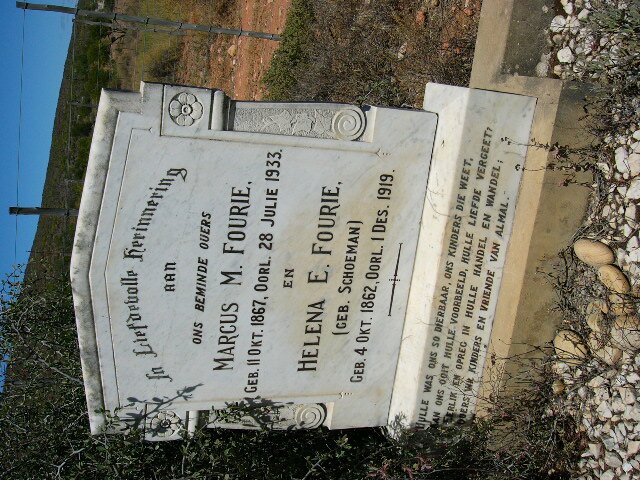 In Liefdevolle Herinnering
aan
ONS BEMINDE OUERS
MARCUS M. FOURIE,
GEB. 11 OKT. 1867, OORL. 28 JULIE 1933.
EN
HELENA E. FOURIE,
(GEB. SCHOEMAN)
GEB. 4 OKT. 1862, OORL. 1 DES. 1919.
HULLE WAS ONS SO DIERBAAR, ONS KINDERS DIE WEET,
KAN ONS OOIT HULLE VOORBEELD, HULLE LIEFDE VERGEET;
EERLIK EN OPREG IN HULLE HANDEL EN WANDEL;
KINDERS EN VRIENDE VAN ALMAL.